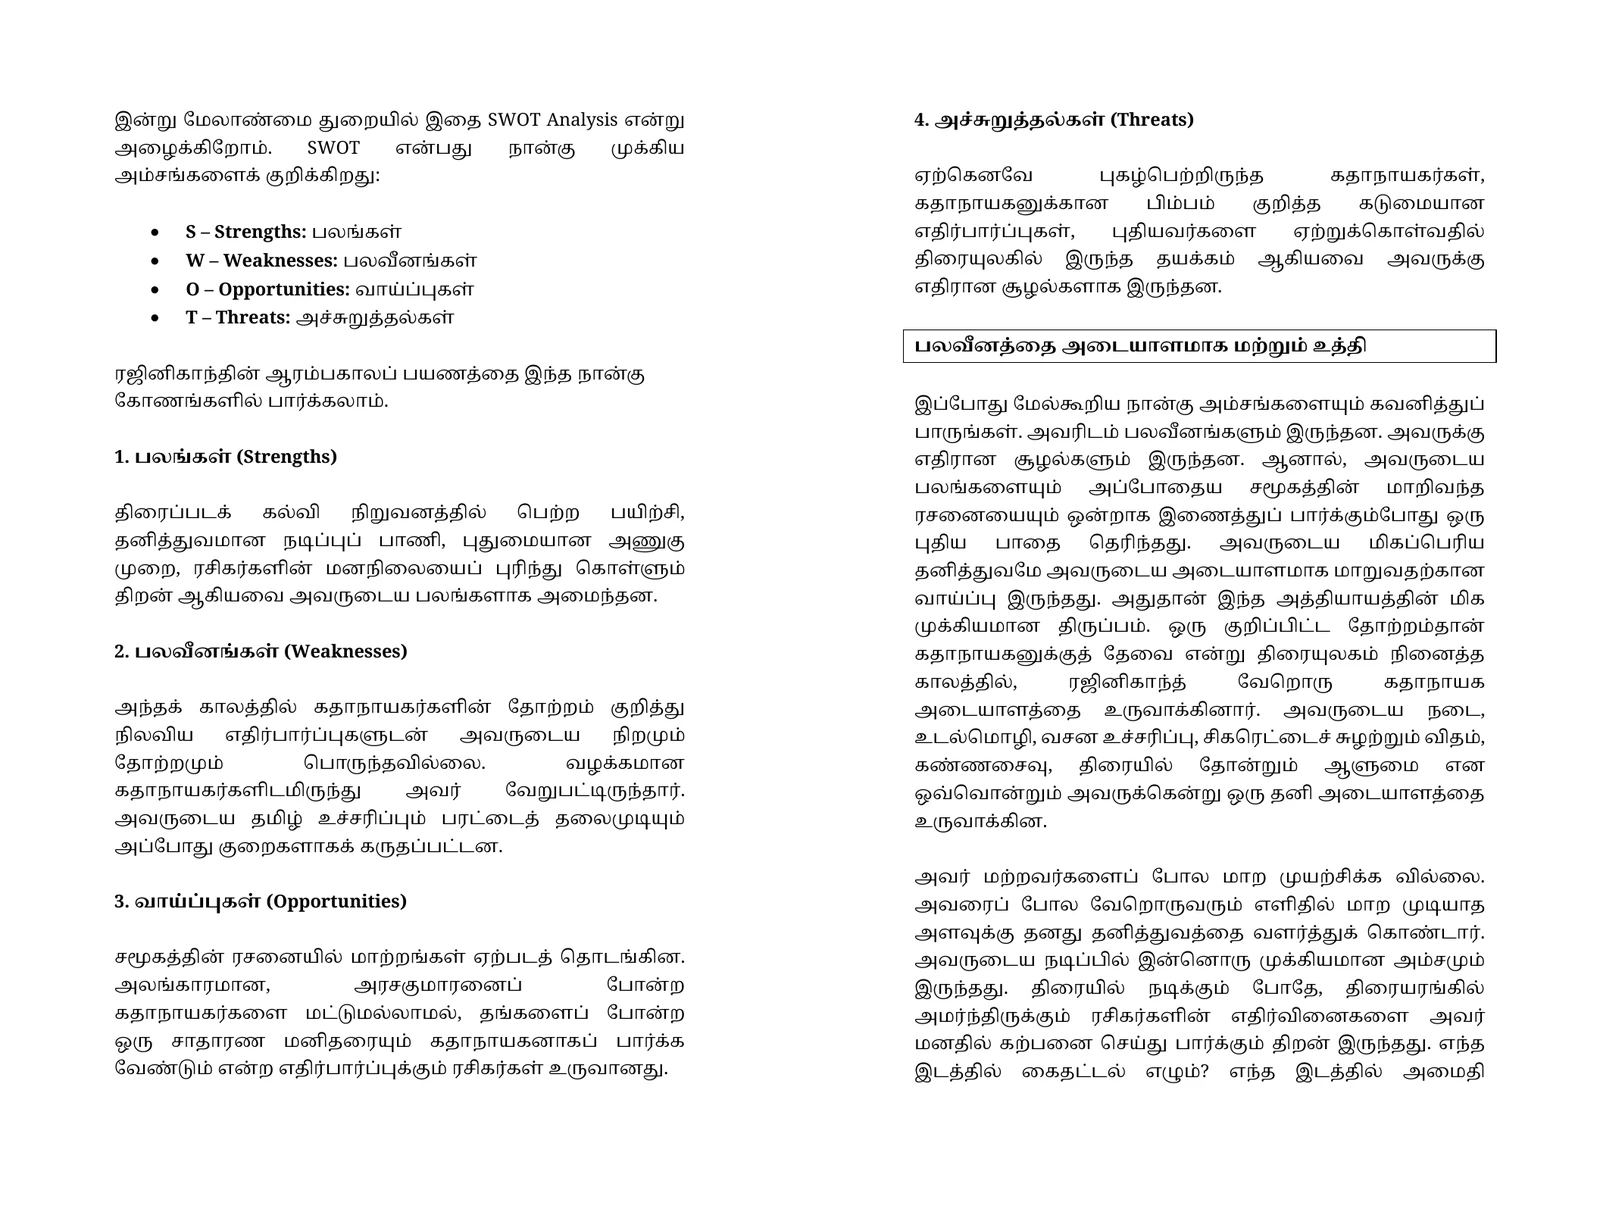 இன்று மேலாண்மை துறையில் இதை SWOT Analysis என்று
அழைக்கிறோம். SWOT என்பது நான்கு முக்கிய
அம்சங்களைக் குறிக்கிறது:
• S – Strengths: பலங்கள்
• W – Weaknesses: பலவீனங்கள்
• O – Opportunities: வாய்ப்புகள்
• T – Threats: அச்சுறுத்தல்கள்
ரஜினிகாந்தின் ஆரம்பகாலப் பயணத்தை இந்த நான்கு
கோணங்களில் பார்க்கலாம்.
1. பலங்கள் (Strengths)
திரைப்படக் கல்வி நிறுவனத்தில் பெற்ற பயிற்சி,
தனித்துவமான நடிப்புப் பாணி, புதுமையான அணுகு
முறை, ரசிகர்களின் மனநிலையைப் புரிந்து கொள்ளும்
திறன் ஆகியவை அவருடைய பலங்களாக அமைந்தன.
2. பலவீனங்கள் (Weaknesses)
அந்தக் காலத்தில் கதாநாயகர்களின் தோற்றம் குறித்து
நிலவிய எதிர்பார்ப்புகளுடன் அவருடைய நிறமும்
தோற்றமும் பொருந்தவில்லை. வழக்கமான
கதாநாயகர்களிடமிருந்து அவர் வேறுபட்டிருந்தார்.
அவருடைய தமிழ் உச்சரிப்பும் பரட்டைத் தலைமுடியும்
அப்போது குறைகளாகக் கருதப்பட்டன.
3. வாய்ப்புகள் (Opportunities)
சமூகத்தின் ரசனையில் மாற்றங்கள் ஏற்படத் தொடங்கின.
அலங்காரமான, அரசகுமாரனைப் போன்ற
கதாநாயகர்களை மட்டுமல்லாமல், தங்களைப் போன்ற
ஒரு சாதாரண மனிதரையும் கதாநாயகனாகப் பார்க்க
வேண்டும் என்ற எதிர்பார்ப்புக்கும் ரசிகர்கள் உருவானது.
4. அச்சுறுத்தல்கள் (Threats)
ஏற்கெனவே புகழ்பெற்றிருந்த கதாநாயகர்கள்,
கதாநாயகனுக்கான பிம்பம் குறித்த கடுமையான
எதிர்பார்ப்புகள், புதியவர்களை ஏற்றுக்கொள்வதில்
திரையுலகில் இருந்த தயக்கம் ஆகியவை அவருக்கு
எதிரான சூழல்களாக இருந்தன.
பலவீனத்தை அடையாளமாக மற்றும் உத்தி
இப்போது மேல்கூறிய நான்கு அம்சங்களையும் கவனித்துப்
பாருங்கள். அவரிடம் பலவீனங்களும் இருந்தன. அவருக்கு
எதிரான சூழல்களும் இருந்தன. ஆனால், அவருடைய
பலங்களையும் அப்போதைய சமூகத்தின் மாறிவந்த
ரசனையையும் ஒன்றாக இணைத்துப் பார்க்கும்போது ஒரு
புதிய பாதை தெரிந்தது. அவருடைய மிகப்பெரிய
தனித்துவமே அவருடைய அடையாளமாக மாறுவதற்கான
வாய்ப்பு இருந்தது. அதுதான் இந்த அத்தியாயத்தின் மிக
முக்கியமான திருப்பம். ஒரு குறிப்பிட்ட தோற்றம்தான்
கதாநாயகனுக்குத் தேவை என்று திரையுலகம் நினைத்த
காலத்தில், ரஜினிகாந்த் வேறொரு கதாநாயக
அடையாளத்தை உருவாக்கினார். அவருடைய நடை,
உடல்மொழி, வசன உச்சரிப்பு, சிகரெட்டைச் சுழற்றும் விதம்,
கண்ணசைவு, திரையில் தோன்றும் ஆளுமை என
ஒவ்வொன்றும் அவருக்கென்று ஒரு தனி அடையாளத்தை
உருவாக்கின.
அவர் மற்றவர்களைப் போல மாற முயற்சிக்க வில்லை.
அவரைப் போல வேறொருவரும் எளிதில் மாற முடியாத
அளவுக்கு தனது தனித்துவத்தை வளர்த்துக் கொண்டார்.
அவருடைய நடிப்பில் இன்னொரு முக்கியமான அம்சமும்
இருந்தது. திரையில் நடிக்கும் போதே, திரையரங்கில்
அமர்ந்திருக்கும் ரசிகர்களின் எதிர்வினைகளை அவர்
மனதில் கற்பனை செய்து பார்க்கும் திறன் இருந்தது. எந்த
இடத்தில் கைதட்டல் எழும்? எந்த இடத்தில் அமைதி